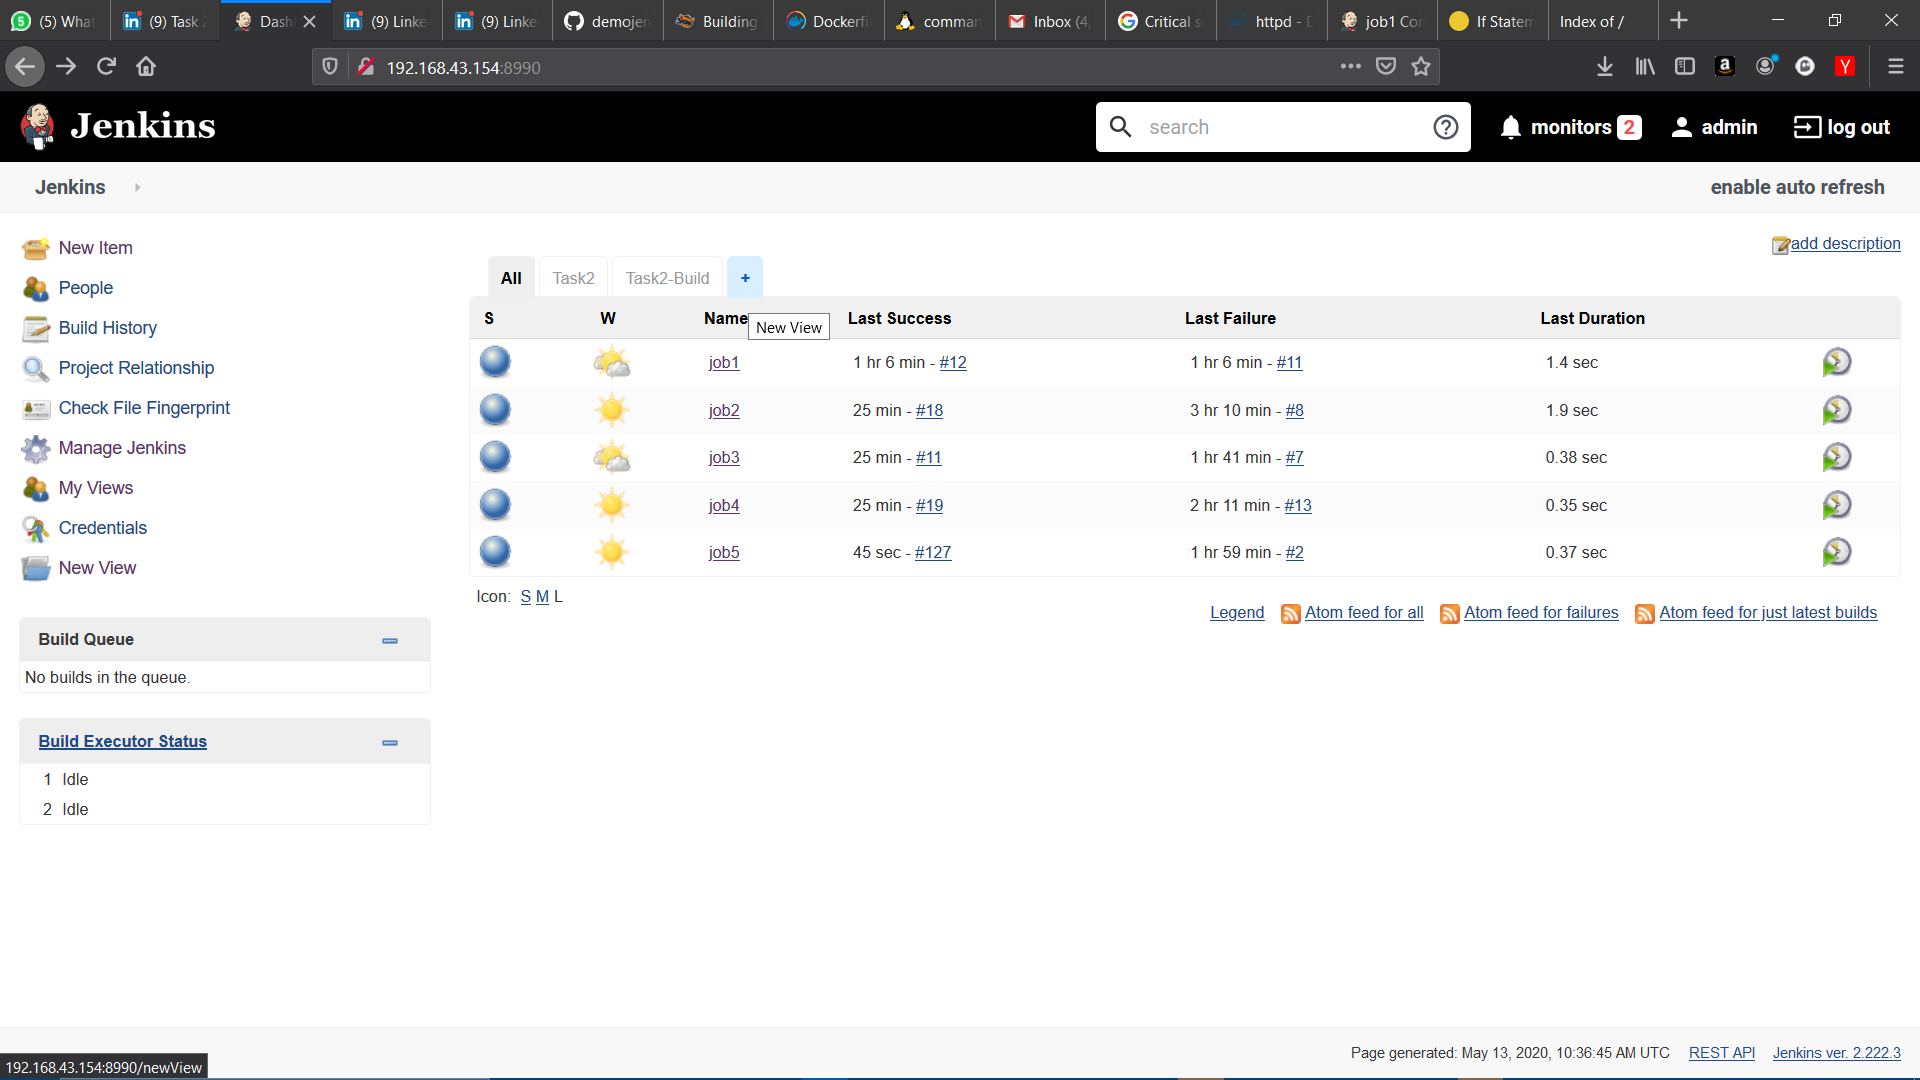 (5) What
(9) Task 2
Dash
(9) Linke
(9) Linke
demojen
Building
Dockerfi
comman
Inbox (4,
Critical s
httpd - D
job1 Con
If Statem
Index of /
192.168.43.154:8990
Jenkins
search
monitors 2
admin
log out
Jenkins
enable auto refresh
New Item
People
Build History
Project Relationship
Check File Fingerprint
Manage Jenkins
My Views
Credentials
New View
Build Queue
No builds in the queue.
Build Executor Status
1 Idle
2 Idle
add description
All Task2 Task2-Build +
S W Name Last Success Last Failure Last Duration
New View
job1 1 hr 6 min - #12 1 hr 6 min - #11 1.4 sec
job2 25 min - #18 3 hr 10 min - #8 1.9 sec
job3 25 min - #11 1 hr 41 min - #7 0.38 sec
job4 25 min - #19 2 hr 11 min - #13 0.35 sec
job5 45 sec - #127 1 hr 59 min - #2 0.37 sec
Icon: S M L
Legend Atom feed for all Atom feed for failures Atom feed for just latest builds
Page generated: May 13, 2020, 10:36:45 AM UTC REST API Jenkins ver. 2.222.3
192.168.43.154:8990/newView